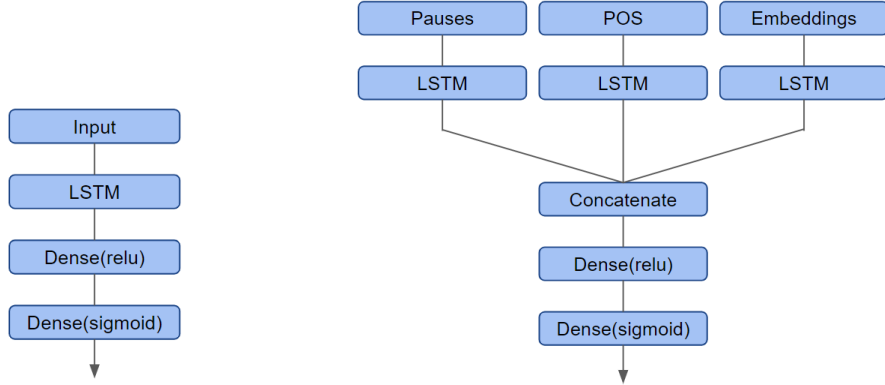 Input
LSTM
Dense(relu)
Dense(sigmoid)
Pauses POS Embeddings
LSTM LSTM LSTM
Concatenate
Dense(relu)
Dense(sigmoid)